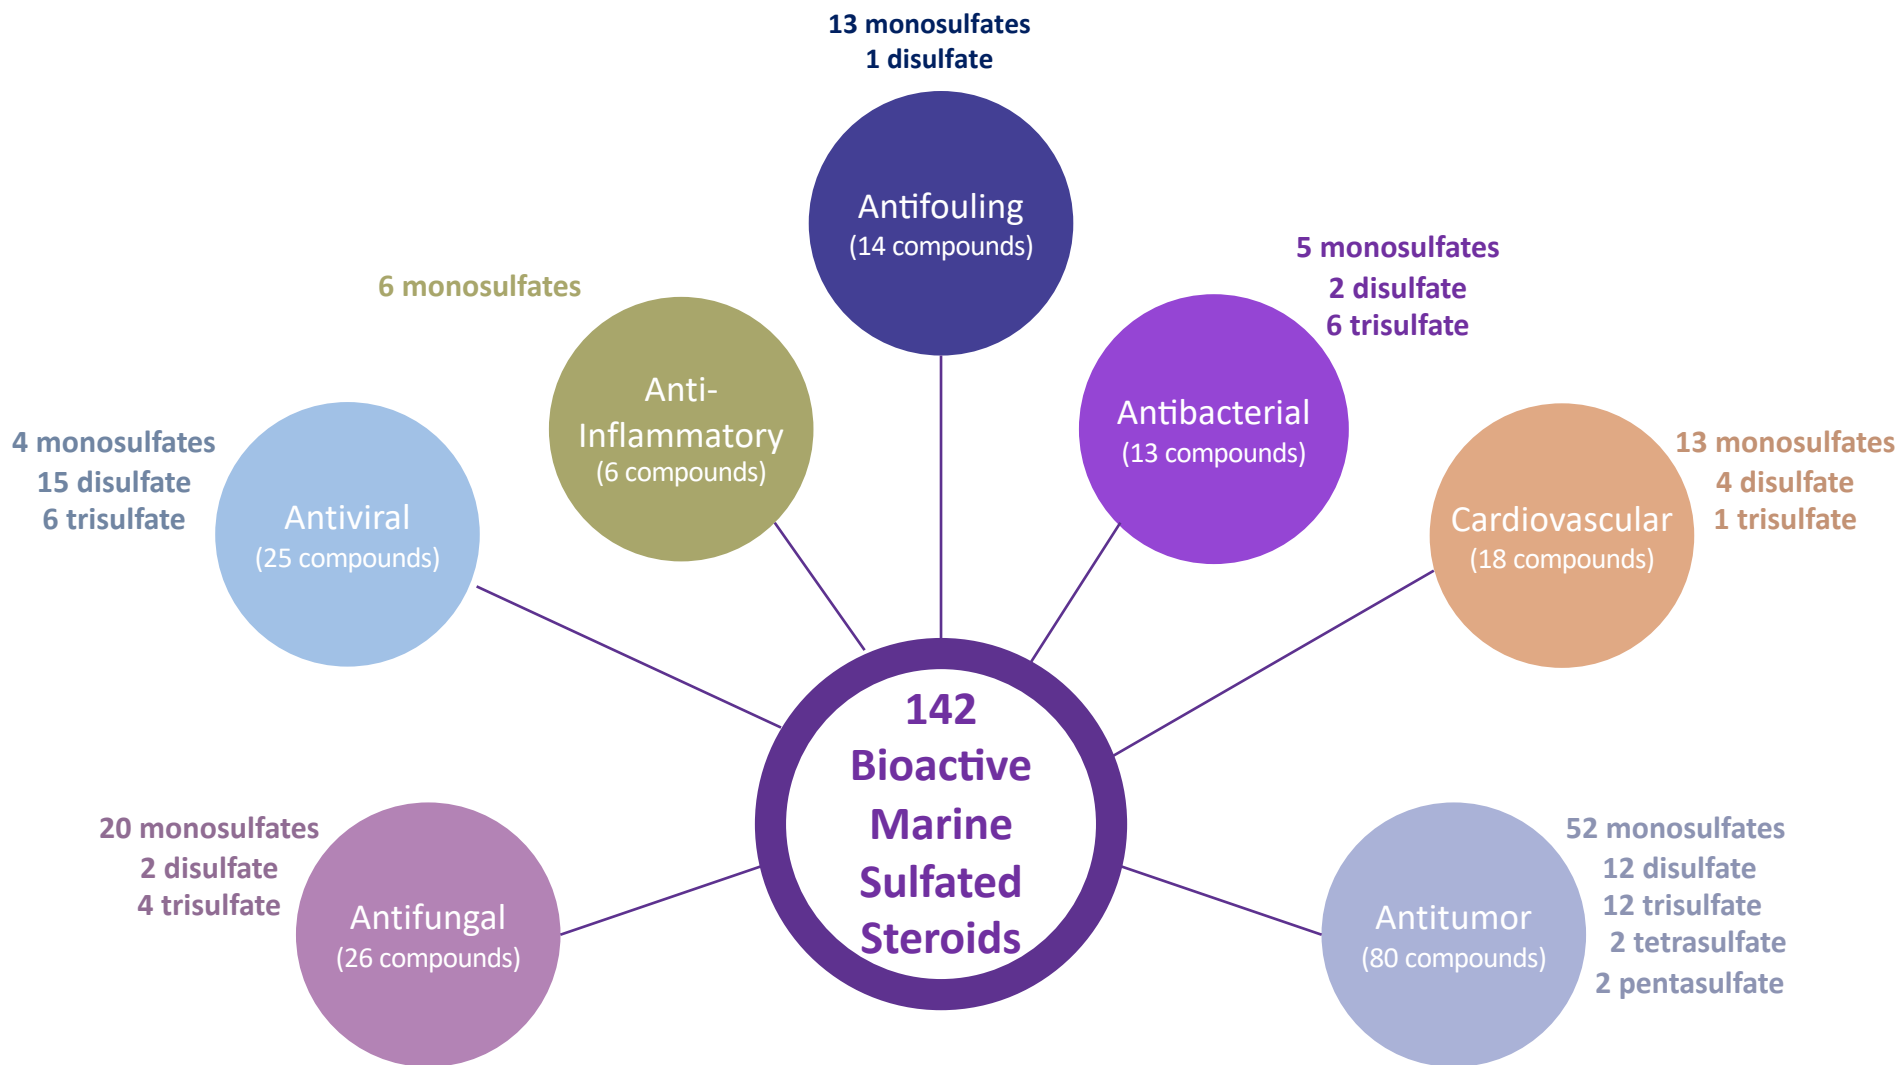 13 monosulfates
1 disulfate
Antifouling
(14 compounds)
6 monosulfates
Anti-
Inflammatory
(6 compounds)
5 monosulfates
2 disulfate
6 trisulfate
Antibacterial
(13 compounds)
4 monosulfates
15 disulfate
6 trisulfate
Antiviral
(25 compounds)
13 monosulfates
4 disulfate
1 trisulfate
Cardiovascular
(18 compounds)
142
Bioactive
Marine
Sulfated
Steroids
20 monosulfates
2 disulfate
4 trisulfate
Antifungal
(26 compounds)
52 monosulfates
12 disulfate
12 trisulfate
2 tetrasulfate
2 pentasulfate
Antitumor
(80 compounds)